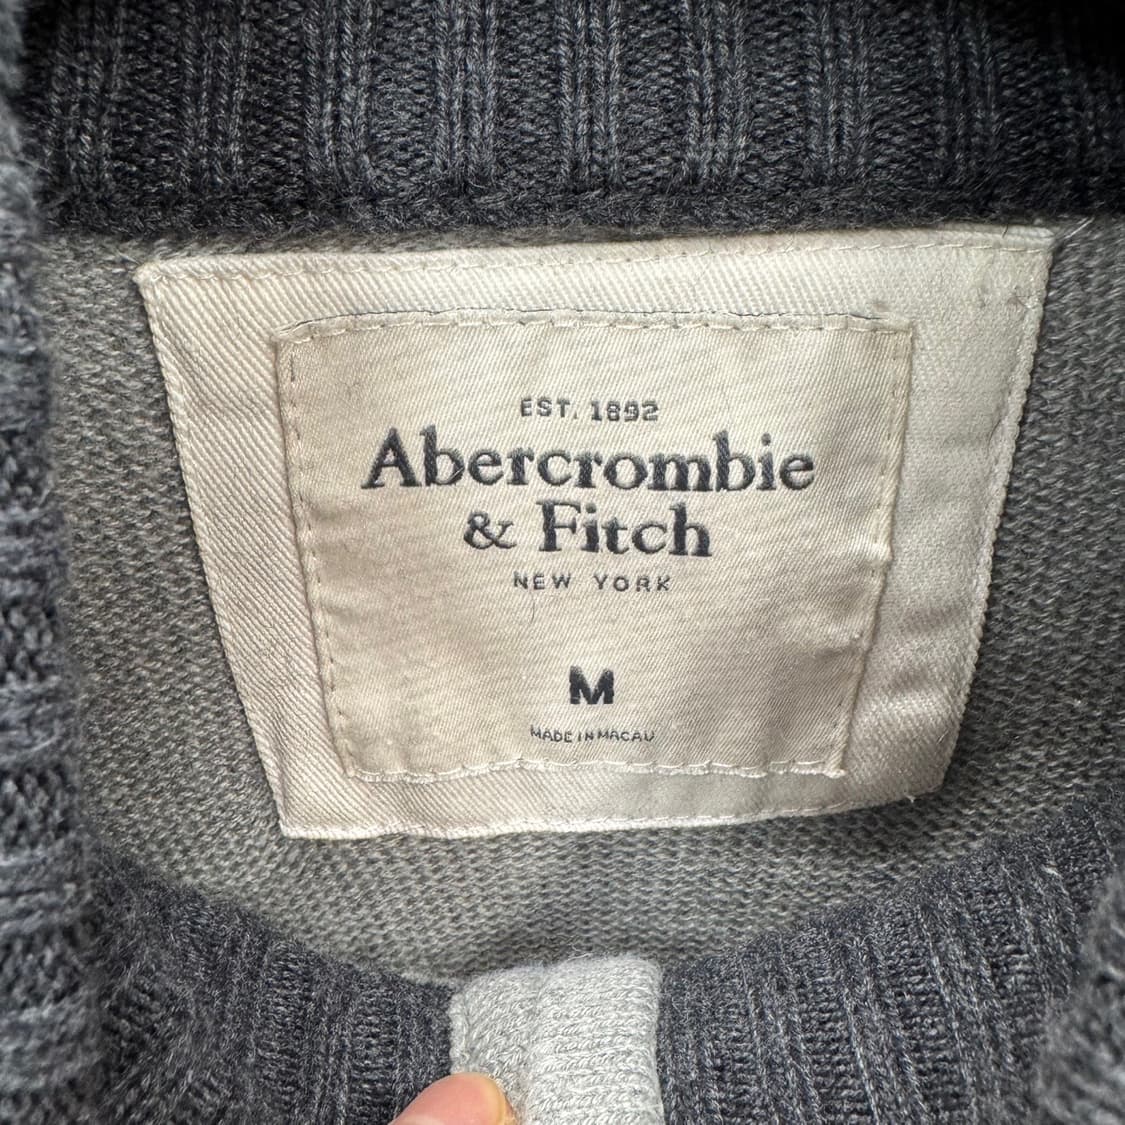 EST. 1892
Abercrombie
& Fitch
NEW YORK
M
MADE IN MACAU